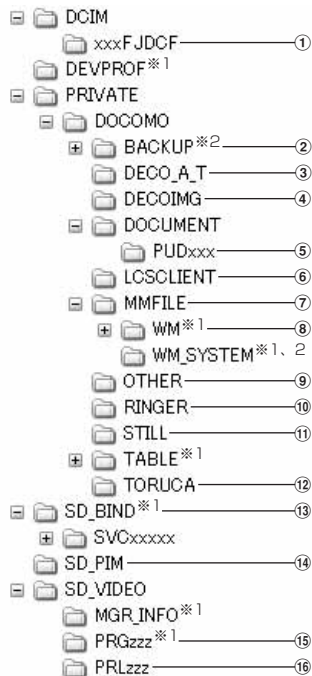 DCIM
xxxFJDCF ①
DEVPROF※1
PRIVATE
DOCOMO
BACKUP※2 ②
DECO_A_T ③
DECOIMG ④
DOCUMENT
PUDxxx ⑤
LCSCLIENT ⑥
MMFILE ⑦
WM※1 ⑧
WM_SYSTEM※1、2
OTHER ⑨
RINGER ⑩
STILL ⑪
TABLE※1
TORUCA ⑫
SD_BIND※1 ⑬
SVCxxxxx
SD_PIM ⑭
SD_VIDEO
MGR_INFO※1
PRGzzz※1 ⑮
PRLzzz ⑯